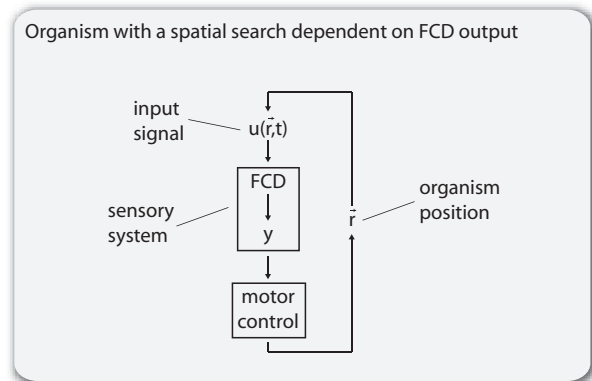 Organism with a spatial search dependent on FCD output
input
signal
u(r⃗,t)
FCD
sensory
system
y
organism
position
r⃗
motor
control